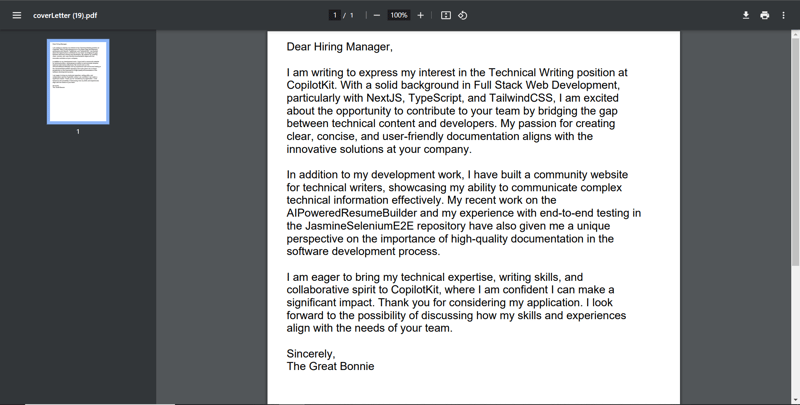 coverLetter (19).pdf
1 / 1
100%
1
Dear Hiring Manager,
I am writing to express my interest in the Technical Writing position at
CopilotKit. With a solid background in Full Stack Web Development,
particularly with NextJS, TypeScript, and TailwindCSS, I am excited
about the opportunity to contribute to your team by bridging the gap
between technical content and developers. My passion for creating
clear, concise, and user-friendly documentation aligns with the
innovative solutions at your company.
In addition to my development work, I have built a community website
for technical writers, showcasing my ability to communicate complex
technical information effectively. My recent work on the
AIPoweredResumeBuilder and my experience with end-to-end testing in
the JasmineSeleniumE2E repository have also given me a unique
perspective on the importance of high-quality documentation in the
software development process.
I am eager to bring my technical expertise, writing skills, and
collaborative spirit to CopilotKit, where I am confident I can make a
significant impact. Thank you for considering my application. I look
forward to the possibility of discussing how my skills and experiences
align with the needs of your team.
Sincerely,
The Great Bonnie